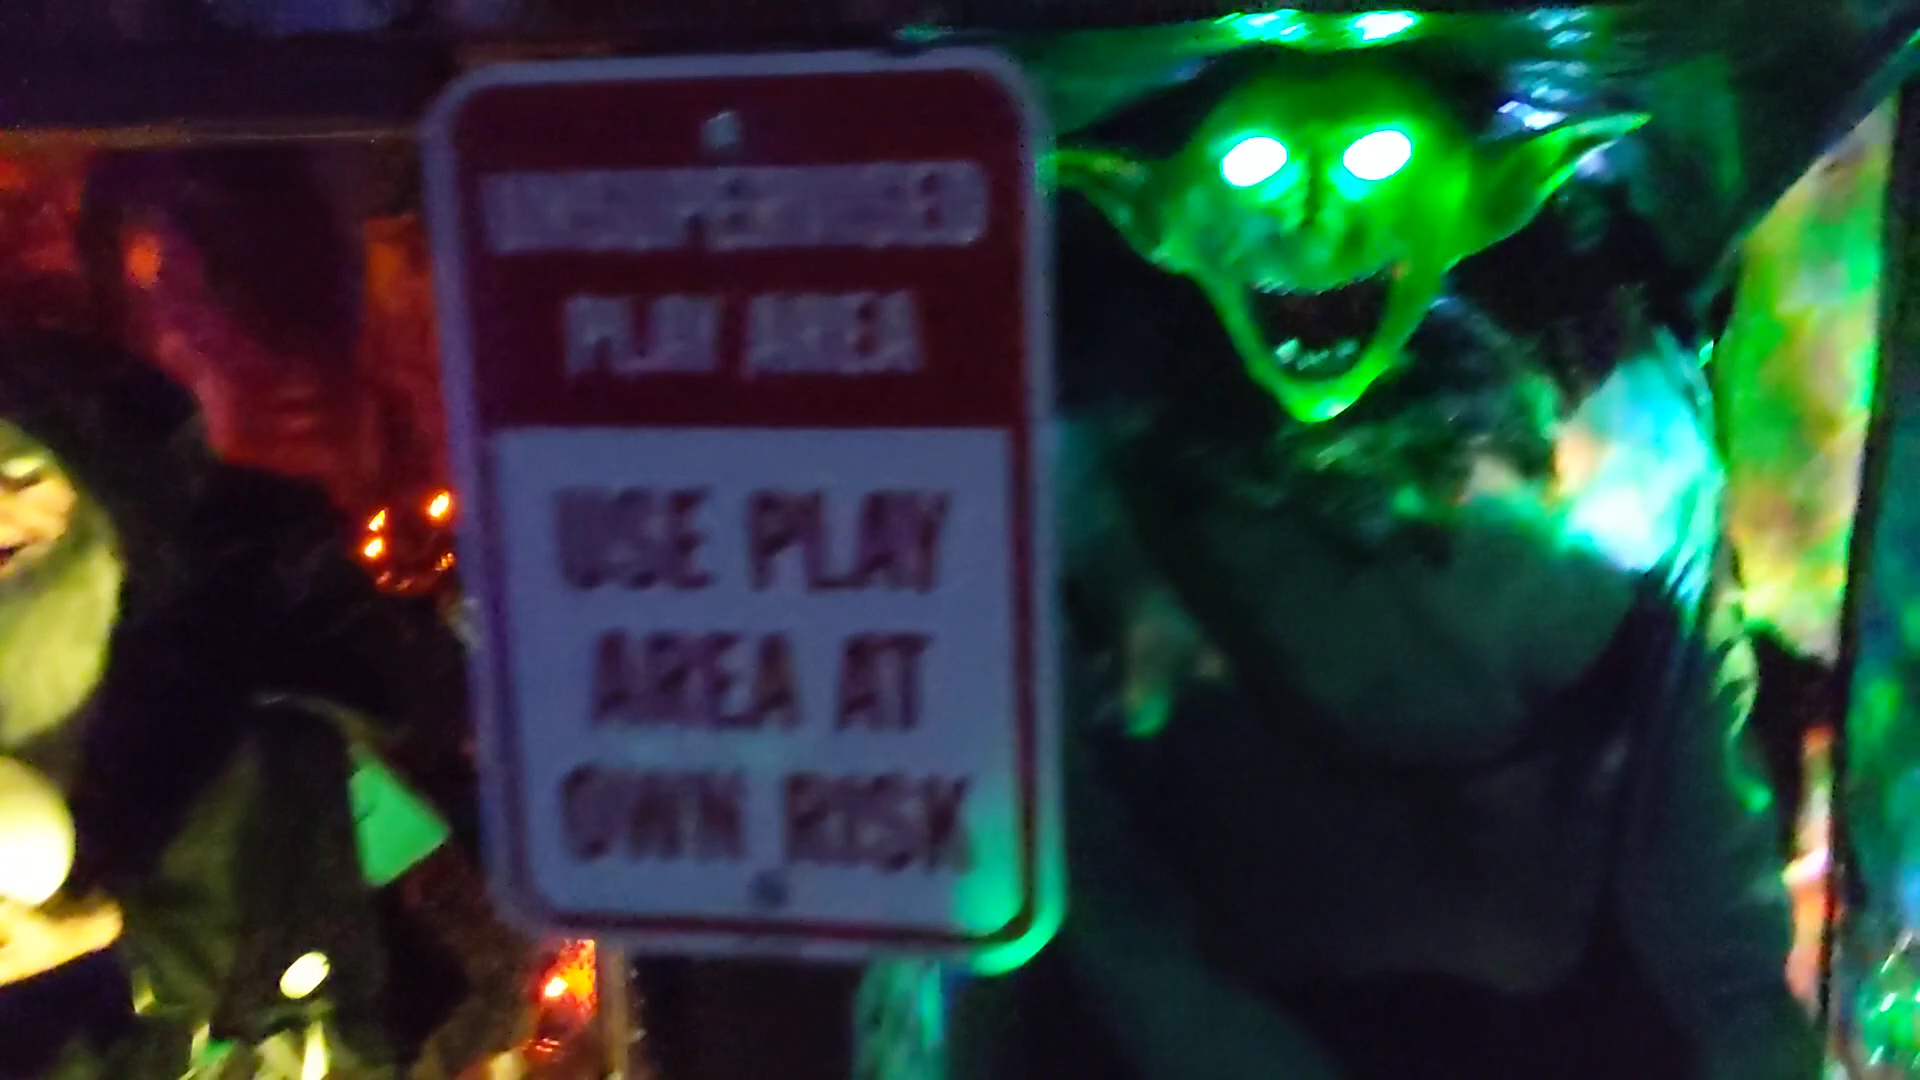 UNSUPERVISED
PLAY AREA
USE PLAY
AREA AT
OWN RISK